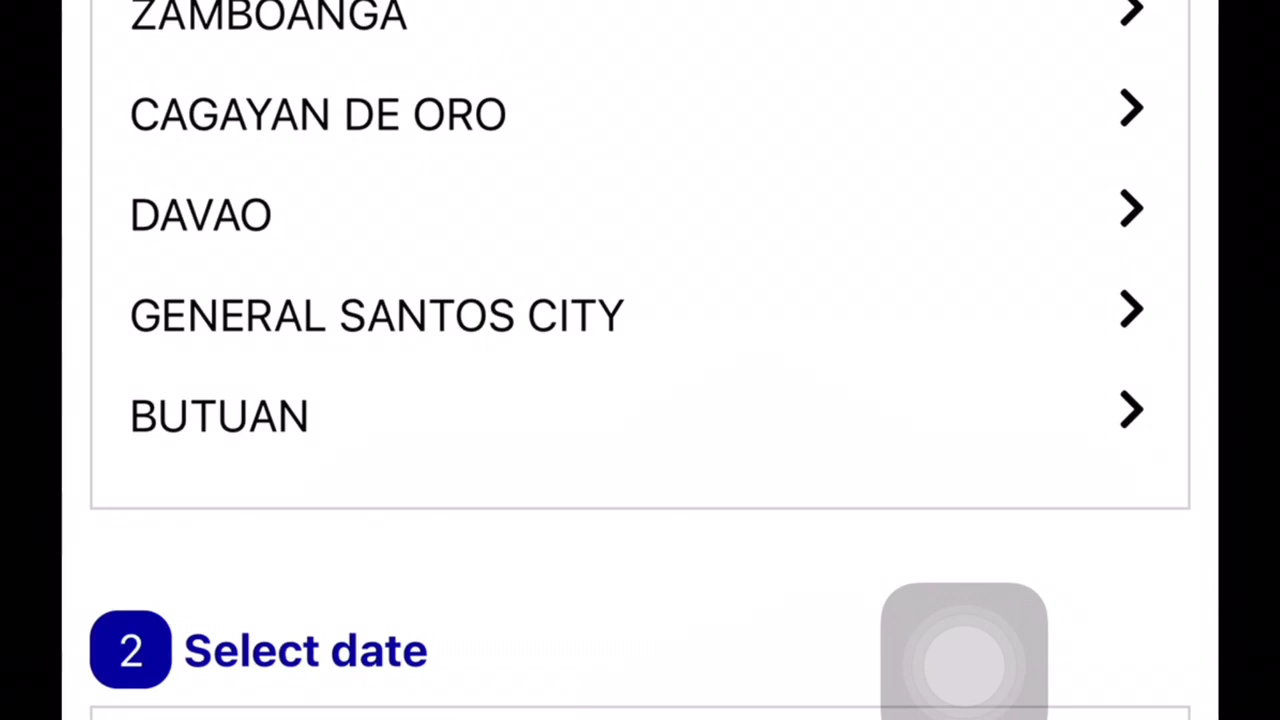 ZAMBOANGA
CAGAYAN DE ORO
DAVAO
GENERAL SANTOS CITY
BUTUAN
2 Select date